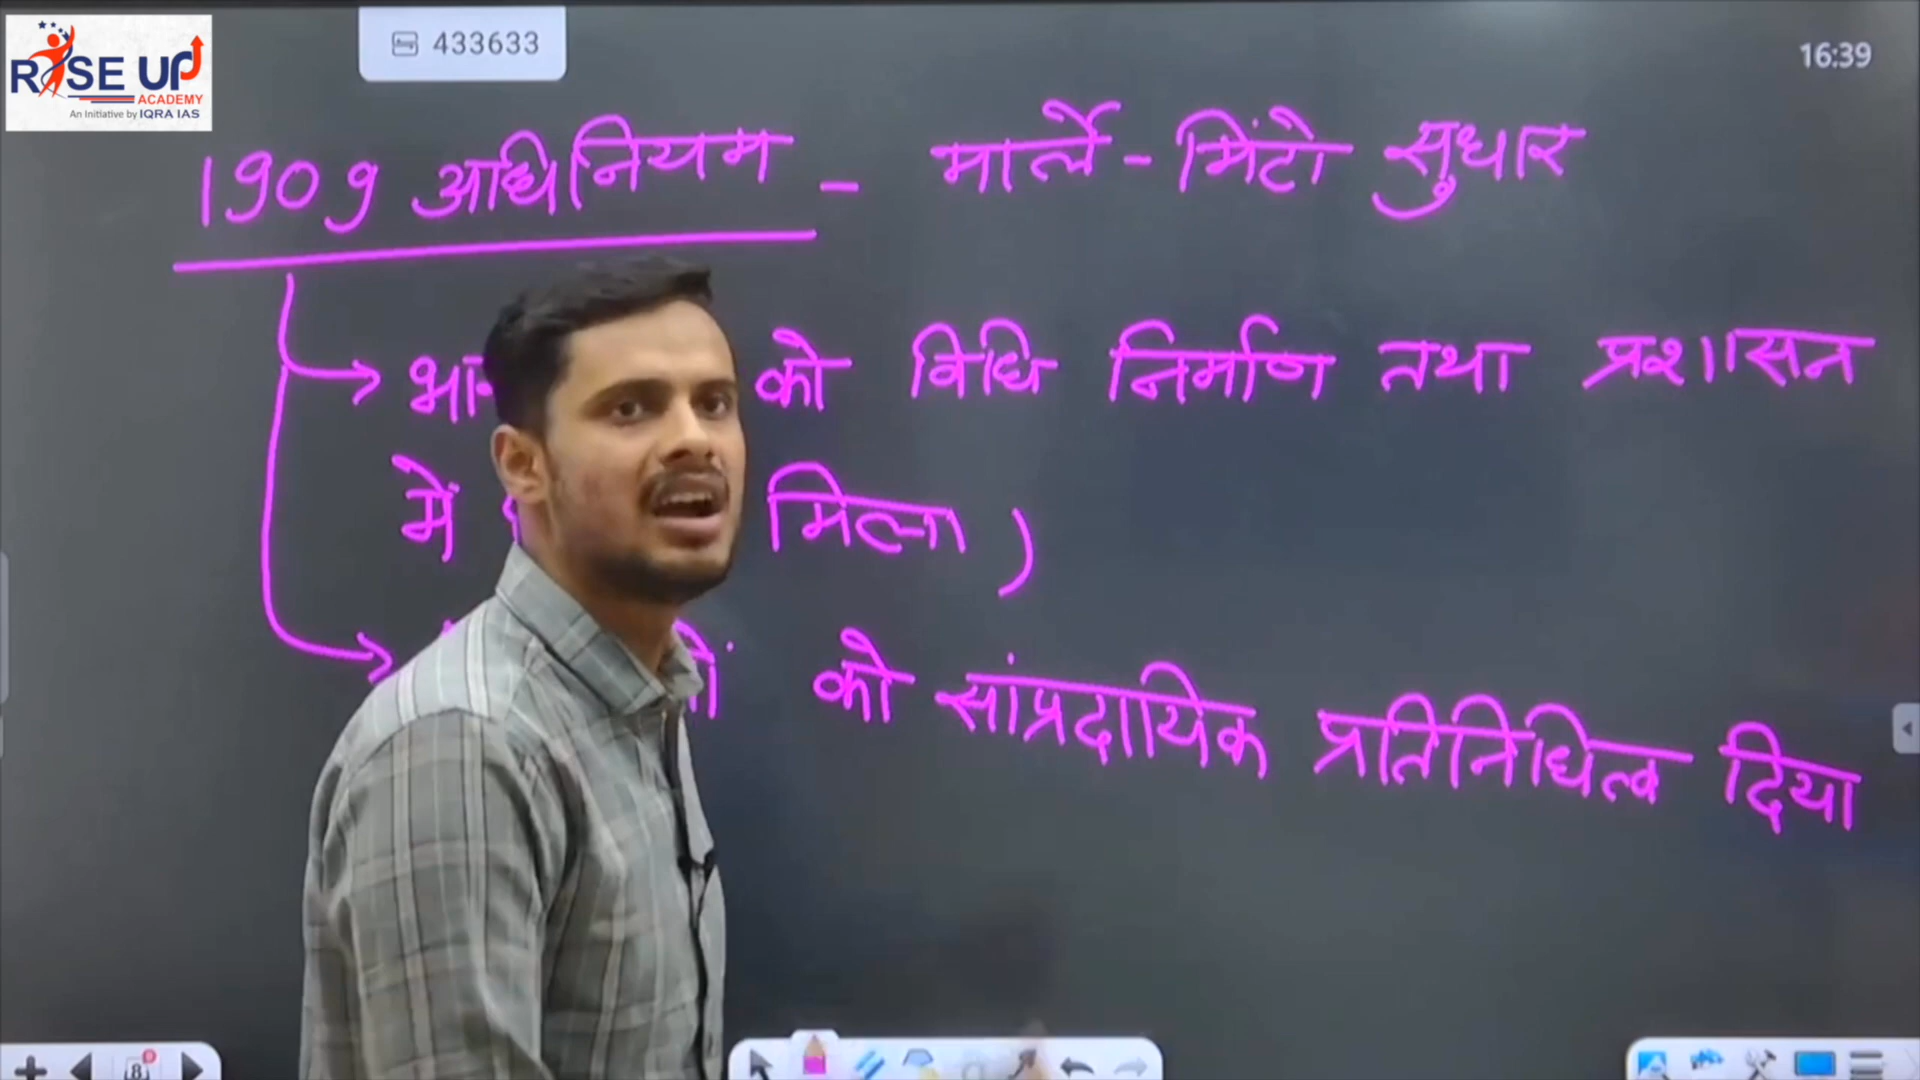 RISE UP
ACADEMY
An Initiative by IQRA IAS
433633
16:39
1909 अधिनियम - मार्ले-मिंटो सुधार
को विधि निर्माण तथा प्रशासन
में मिला )
को सांप्रदायिक प्रतिनिधित्व दिया
8